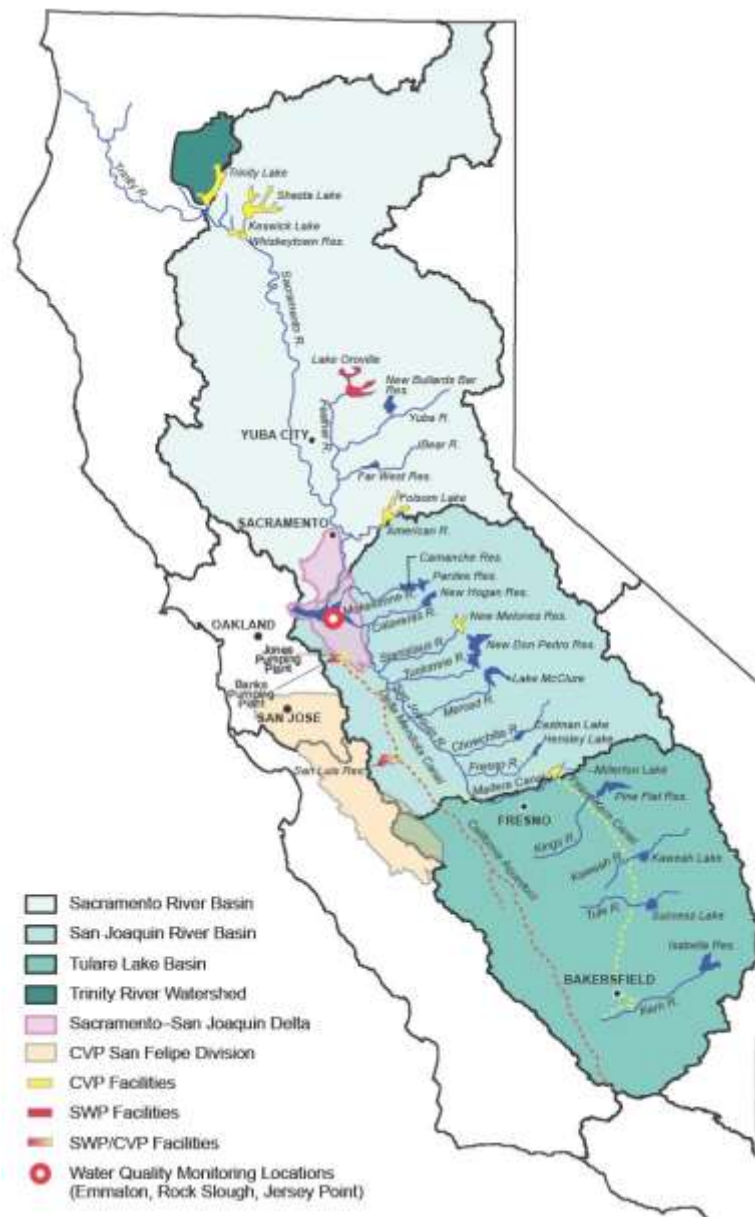 Trinity R.
Trinity Lake
Shasta Lake
Keswick Lake
Whiskeytown Res.
Sacramento R.
Lake Oroville
New Bullards Bar
Res.
Feather R.
Yuba R.
YUBA CITY
Bear R.
Far West Res.
Folsom Lake
SACRAMENTO
American R.
Camanche Res.
Pardee Res.
Mokelumne R.
New Hogan Res.
Calaveras R.
OAKLAND
New Melones Res.
Stanislaus R.
Jones
Pumping
Plant
New Don Pedro Res.
Tuolumne R.
Banks
Pumping
Plant
Lake McClure
San Joaquin R.
Merced R.
SAN JOSE
Delta Mendota Canal
Eastman Lake
Chowchilla R.
Hensley Lake
San Luis Res.
Fresno R.
Madera Canal
Millerton Lake
Friant-Kern Canal
Pine Flat Res.
FRESNO
Kings R.
California Aqueduct
Kaweah R.
Kaweah Lake
Tule R.
Success Lake
Isabella Res.
BAKERSFIELD
Kern R.
Sacramento River Basin
San Joaquin River Basin
Tulare Lake Basin
Trinity River Watershed
Sacramento–San Joaquin Delta
CVP San Felipe Division
CVP Facilities
SWP Facilities
SWP/CVP Facilities
Water Quality Monitoring Locations
(Emmaton, Rock Slough, Jersey Point)